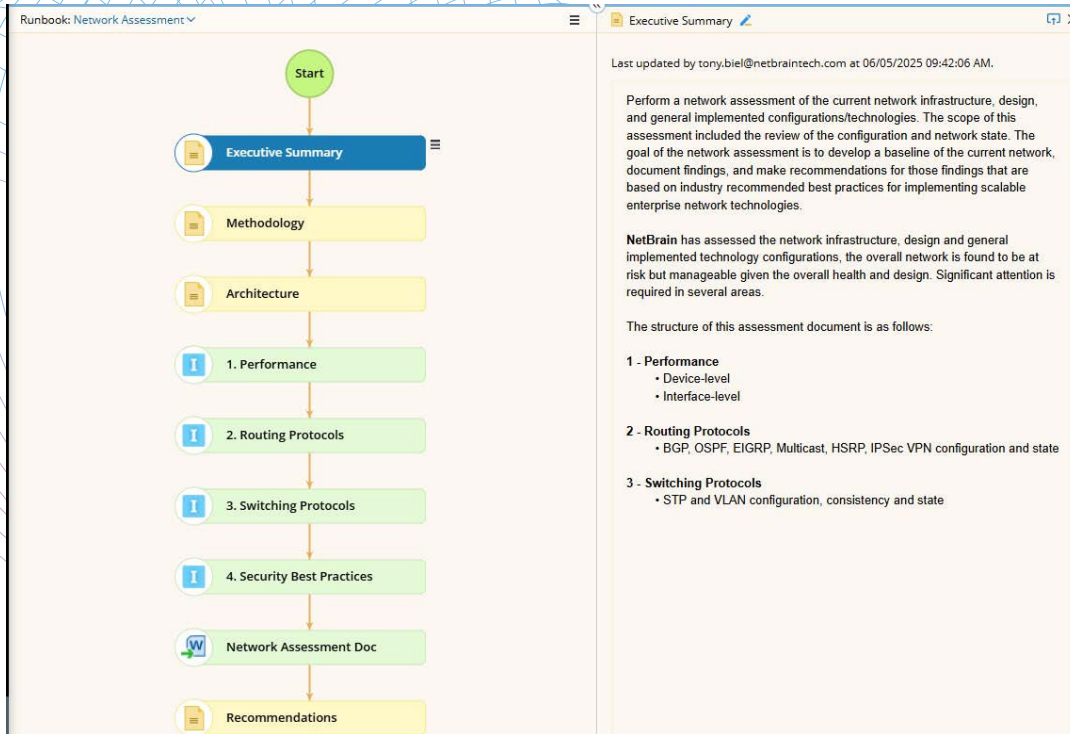 Runbook: Network Assessment
Start
Executive Summary
Methodology
Architecture
1. Performance
2. Routing Protocols
3. Switching Protocols
4. Security Best Practices
Network Assessment Doc
Recommendations
Executive Summary
Last updated by tony.biel@netbraintech.com at 06/05/2025 09:42:06 AM.
Perform a network assessment of the current network infrastructure, design,
and general implemented configurations/technologies. The scope of this
assessment included the review of the configuration and network state. The
goal of the network assessment is to develop a baseline of the current network,
document findings, and make recommendations for those findings that are
based on industry recommended best practices for implementing scalable
enterprise network technologies.
NetBrain has assessed the network infrastructure, design and general
implemented technology configurations, the overall network is found to be at
risk but manageable given the overall health and design. Significant attention is
required in several areas.
The structure of this assessment document is as follows:
1 - Performance
• Device-level
• Interface-level
2 - Routing Protocols
• BGP, OSPF, EIGRP, Multicast, HSRP, IPSec VPN configuration and state
3 - Switching Protocols
• STP and VLAN configuration, consistency and state